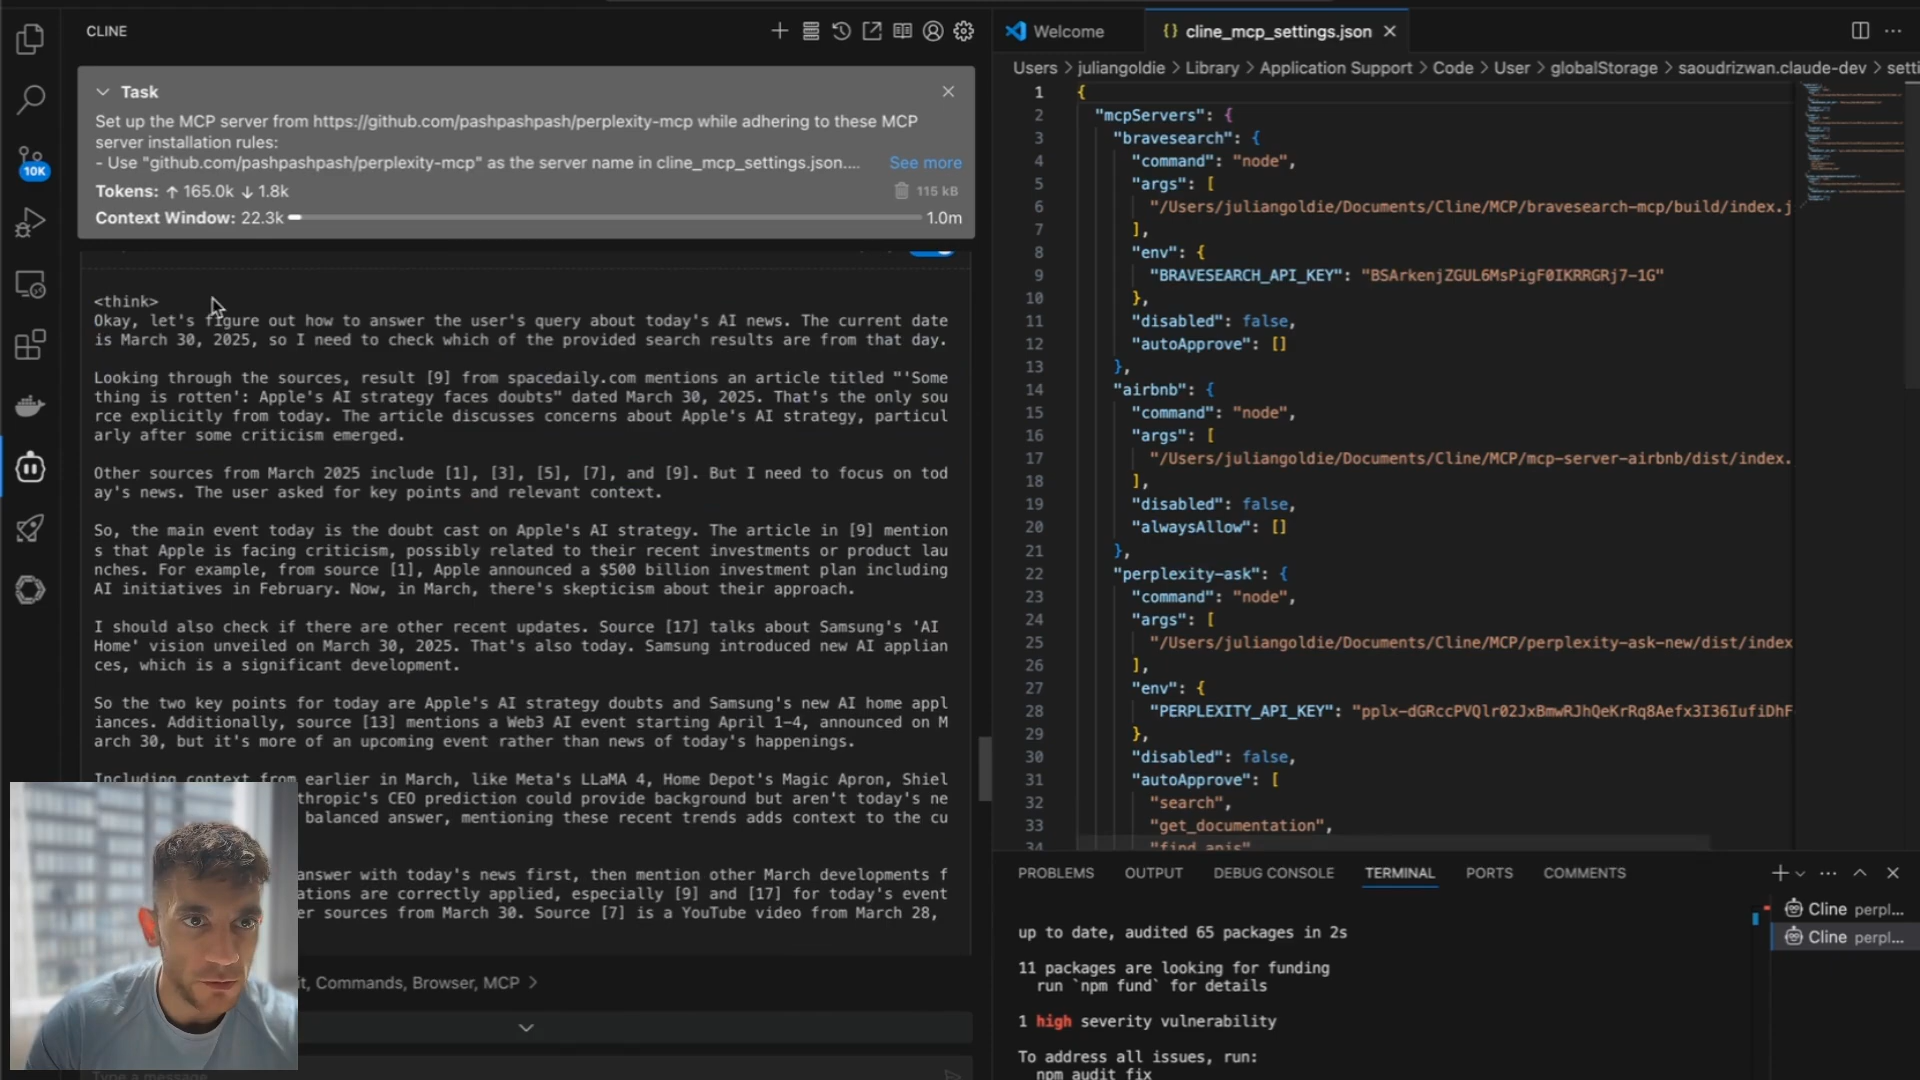 CLINE
Task
Set up the MCP server from https://github.com/pashpashpash/perplexity-mcp while adhering to these MCP
server installation rules:
- Use "github.com/pashpashpash/perplexity-mcp" as the server name in cline_mcp_settings.json....
See more
Tokens: ↑ 165.0k ↓ 1.8k
115 kB
Context Window: 22.3k
1.0m
10K
<think>
Okay, let's figure out how to answer the user's query about today's AI news. The current date
is March 30, 2025, so I need to check which of the provided search results are from that day.
Looking through the sources, result [9] from spacedaily.com mentions an article titled "'Some
thing is rotten': Apple's AI strategy faces doubts" dated March 30, 2025. That's the only sou
rce explicitly from today. The article discusses concerns about Apple's AI strategy, particul
arly after some criticism emerged.
Other sources from March 2025 include [1], [3], [5], [7], and [9]. But I need to focus on tod
ay's news. The user asked for key points and relevant context.
So, the main event today is the doubt cast on Apple's AI strategy. The article in [9] mention
s that Apple is facing criticism, possibly related to their recent investments or product lau
nches. For example, from source [1], Apple announced a $500 billion investment plan including
AI initiatives in February. Now, in March, there's skepticism about their approach.
I should also check if there are other recent updates. Source [17] talks about Samsung's 'AI
Home' vision unveiled on March 30, 2025. That's also today. Samsung introduced new AI applian
ces, which is a significant development.
So the two key points for today are Apple's AI strategy doubts and Samsung's new AI home appl
iances. Additionally, source [13] mentions a Web3 AI event starting April 1-4, announced on M
arch 30, but it's more of an upcoming event rather than news of today's happenings.
Including context from earlier in March, like Meta's LLaMA 4, Home Depot's Magic Apron, Shiel
thropic's CEO prediction could provide background but aren't today's ne
balanced answer, mentioning these recent trends adds context to the cu
answer with today's news first, then mention other March developments f
ations are correctly applied, especially [9] and [17] for today's event
er sources from March 30. Source [7] is a YouTube video from March 28,
it, Commands, Browser, MCP >
Type a message
Welcome
{} cline_mcp_settings.json
Users > juliangoldie > Library > Application Support > Code > User > globalStorage > saoudrizwan.claude-dev > setti
1 {
2 "mcpServers": {
3 "bravesearch": {
4 "command": "node",
5 "args": [
6 "/Users/juliangoldie/Documents/Cline/MCP/bravesearch-mcp/build/index.j
7 ],
8 "env": {
9 "BRAVESEARCH_API_KEY": "BSArkenjZGUL6MsPigF0IKRRGRj7-1G"
10 },
11 "disabled": false,
12 "autoApprove": []
13 },
14 "airbnb": {
15 "command": "node",
16 "args": [
17 "/Users/juliangoldie/Documents/Cline/MCP/mcp-server-airbnb/dist/index.
18 ],
19 "disabled": false,
20 "alwaysAllow": []
21 },
22 "perplexity-ask": {
23 "command": "node",
24 "args": [
25 "/Users/juliangoldie/Documents/Cline/MCP/perplexity-ask-new/dist/index
26 ],
27 "env": {
28 "PERPLEXITY_API_KEY": "pplx-dGRccPVQlr02JxBmwRJhQeKrRq8Aefx3I36IufiDhF
29 },
30 "disabled": false,
31 "autoApprove": [
32 "search",
33 "get_documentation",
34 "find_apis"
PROBLEMS OUTPUT DEBUG CONSOLE TERMINAL PORTS COMMENTS
up to date, audited 65 packages in 2s
11 packages are looking for funding
run `npm fund` for details
1 high severity vulnerability
To address all issues, run:
npm audit fix
Cline perpl...
Cline perpl...